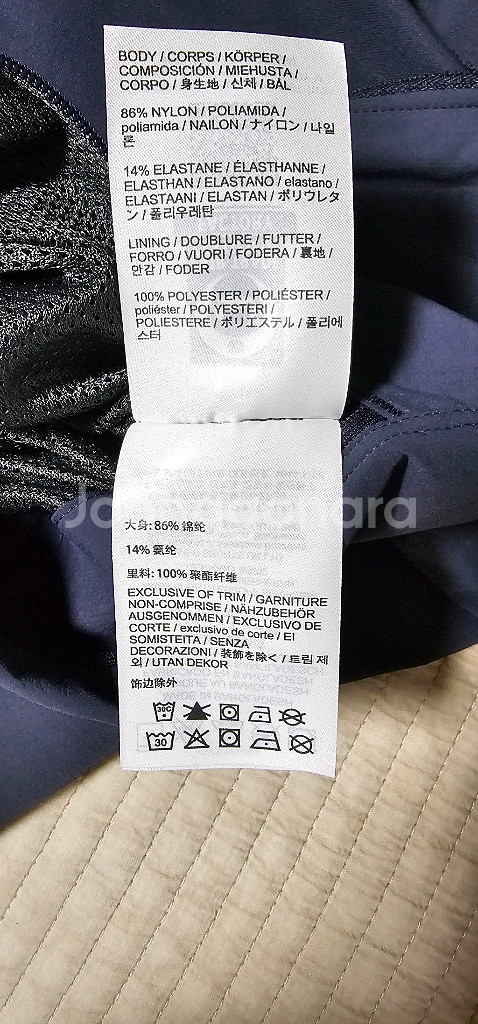 BODY / CORPS / KÖRPER /
COMPOSICIÓN / MIEHUSTA /
CORPO / 身生地 / 신체 / BÅL
86% NYLON / POLIAMIDA /
poliamida / NAILON / ナイロン / 나일
론
14% ELASTANE / ÉLASTHANNE /
ELASTHAN / ELASTANO / elastano /
ELASTAANI / ELASTAN / ポリウレタ
ン / 폴리우레탄
LINING / DOUBLURE / FUTTER /
FORRO / VUORI / FODERA / 裏地 /
안감 / FODER
100% POLYESTER / POLIÉSTER /
poliéster / POLYESTERI /
POLIESTERE / ポリエステル / 폴리에
스터
大身: 86% 锦纶
14% 氨纶
里料: 100% 聚酯纤维
EXCLUSIVE OF TRIM / GARNITURE
NON-COMPRISE / NÄHZUBEHÖR
AUSGENOMMEN / EXCLUSIVO DE
CORTE / exclusivo de corte / EI
SOMISTEITA / SENZA
DECORAZIONI / 装飾を除く / 트림 제
외 / UTAN DEKOR
饰边除外
30C
30